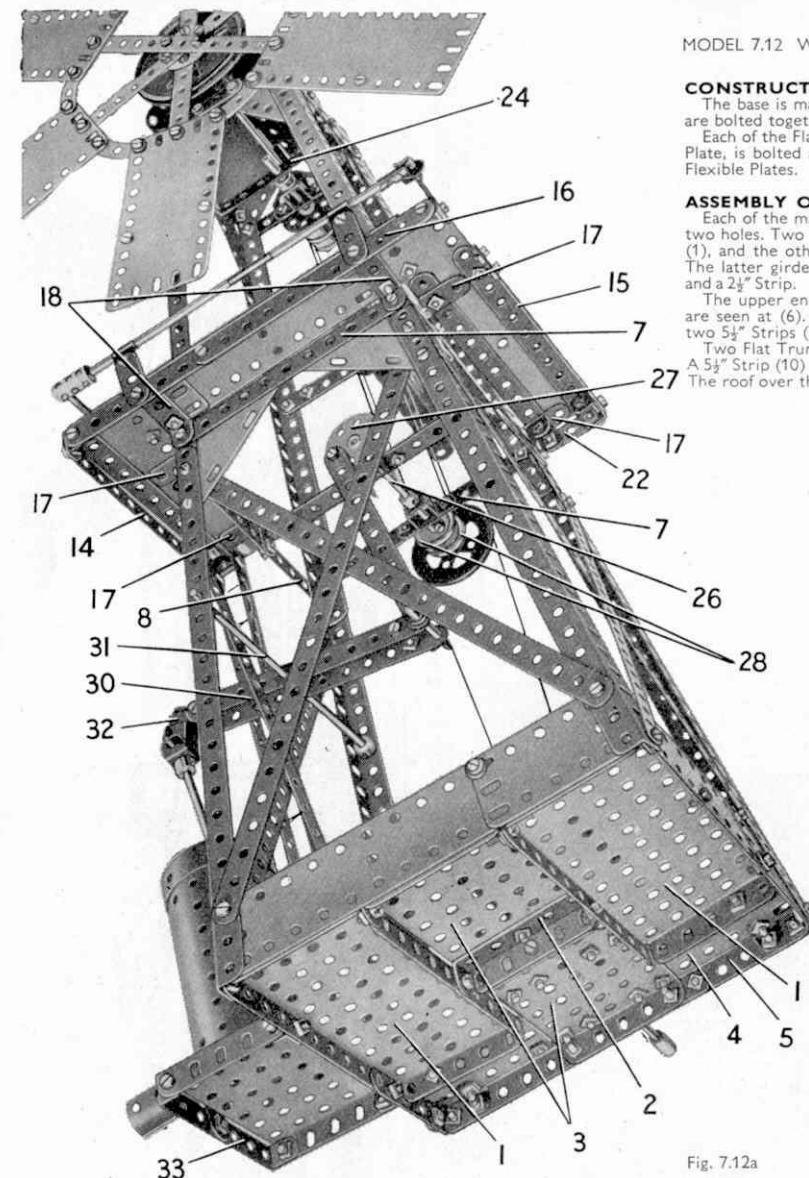 MODEL 7.12 W
CONSTRUCT
The base is ma
are bolted toget
Each of the Fla
Plate, is bolted
Flexible Plates.
ASSEMBLY O
Each of the m
two holes. Two
(1), and the oth
The latter girde
and a 2½″ Strip.
The upper en
are seen at (6).
two 5½″ Strips (
Two Flat Trun
A 5½″ Strip (10)
The roof over th
24
16
17
15
18
7
27
17
22
17
14
7
17
8
26
31
28
30
32
1
4
5
2
3
1
33
Fig. 7.12a